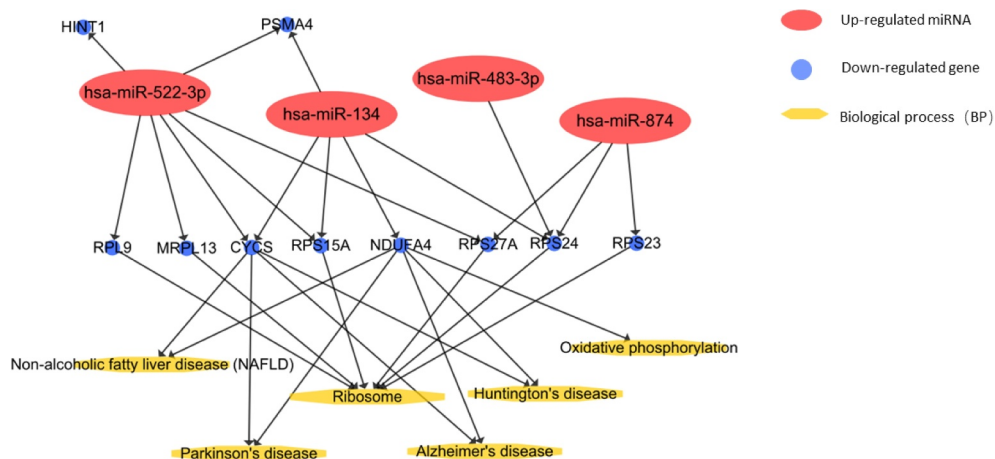 HINT1
PSMA4
Up-regulated miRNA
hsa-miR-522-3p
hsa-miR-134
hsa-miR-483-3p
hsa-miR-874
Down-regulated gene
Biological process （BP）
RPL9
MRPL13
CYCS
RPS15A
NDUFA4
RPS27A
RPS24
RPS23
Non-alcoholic fatty liver disease (NAFLD)
Oxidative phosphorylation
Ribosome
Huntington's disease
Parkinson's disease
Alzheimer's disease